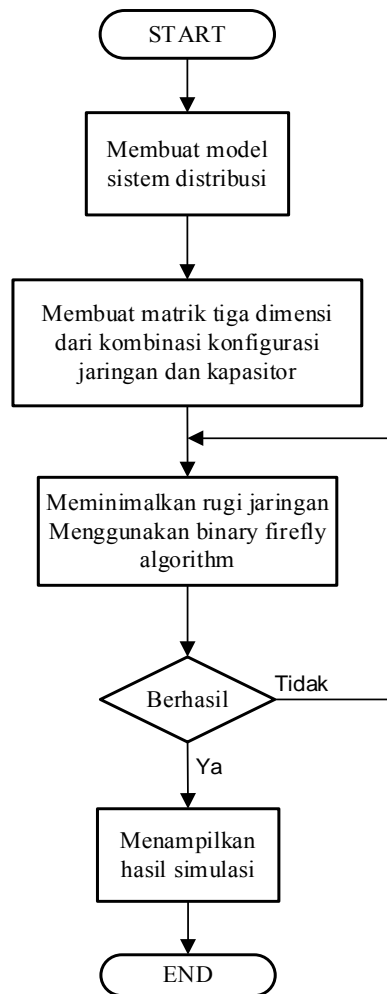 START
Membuat model
sistem distribusi
Membuat matrik tiga dimensi
dari kombinasi konfigurasi
jaringan dan kapasitor
Meminimalkan rugi jaringan
Menggunakan binary firefly
algorithm
Berhasil
Tidak
Ya
Menampilkan
hasil simulasi
END